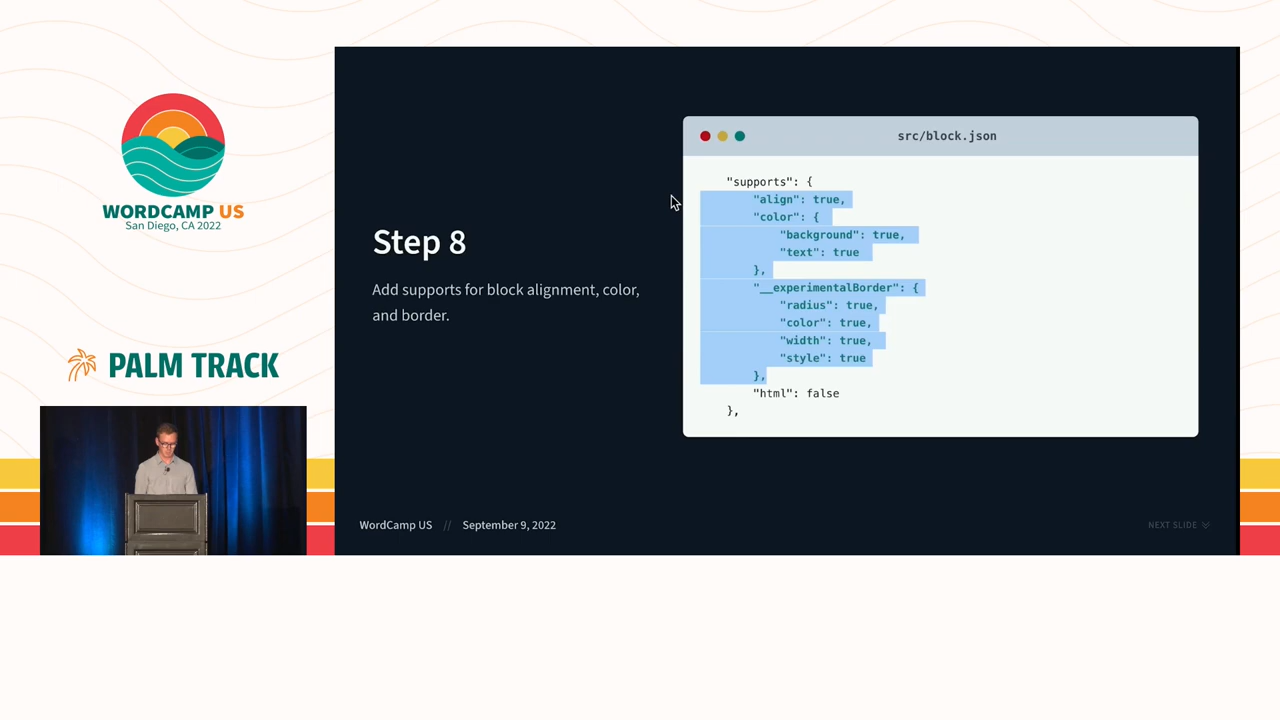 WORDCAMP US
San Diego, CA 2022
PALM TRACK
Step 8
Add supports for block alignment, color,
and border.
src/block.json
"supports": {
"align": true,
"color": {
"background": true,
"text": true
},
"__experimentalBorder": {
"radius": true,
"color": true,
"width": true,
"style": true
},
"html": false
},
WordCamp US // September 9, 2022
NEXT SLIDE